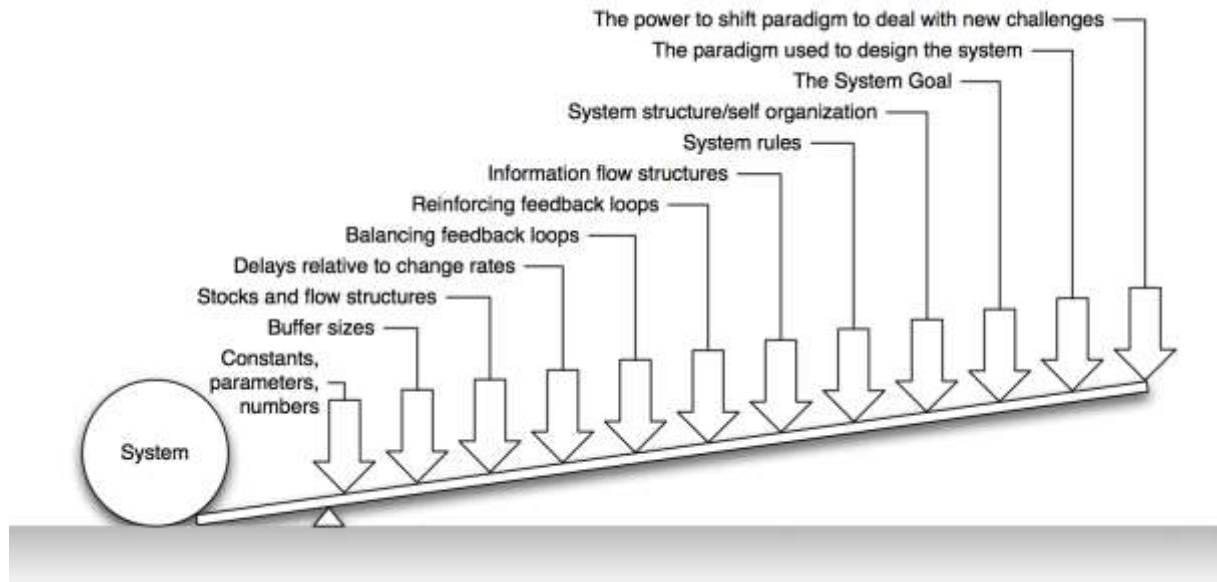 The power to shift paradigm to deal with new challenges
The paradigm used to design the system
The System Goal
System structure/self organization
System rules
Information flow structures
Reinforcing feedback loops
Balancing feedback loops
Delays relative to change rates
Stocks and flow structures
Buffer sizes
Constants,
parameters,
numbers
System